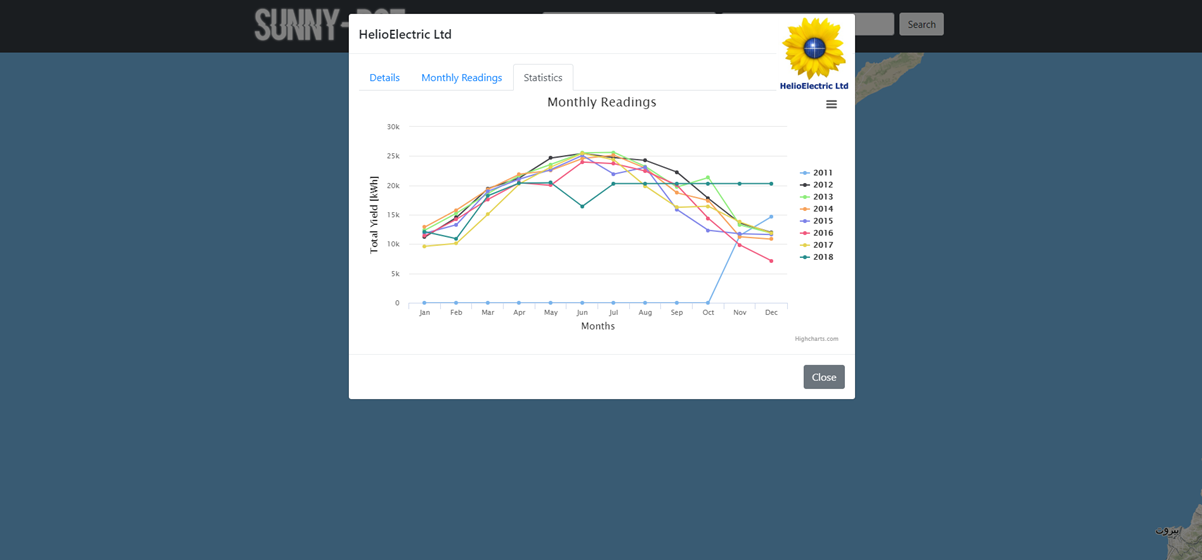 SUNNY-DOT
Search
HelioElectric Ltd
HelioElectric Ltd
Details
Monthly Readings
Statistics
Monthly Readings
30k
25k
20k
15k
10k
5k
0
Total Yield [kWh]
Jan Feb Mar Apr May Jun Jul Aug Sep Oct Nov Dec
Months
2011
2012
2013
2014
2015
2016
2017
2018
Highcharts.com
Close
بيروت